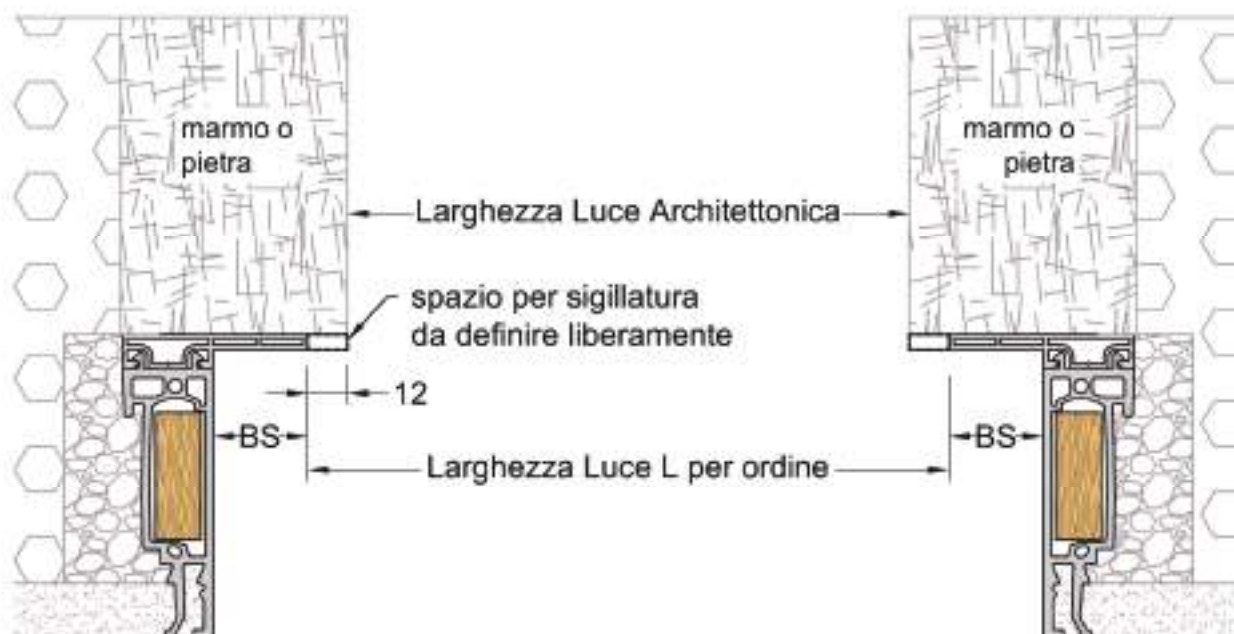 marmo o
pietra
marmo o
pietra
Larghezza Luce Architettonica
spazio per sigillatura
da definire liberamente
12
BS
BS
Larghezza Luce L per ordine